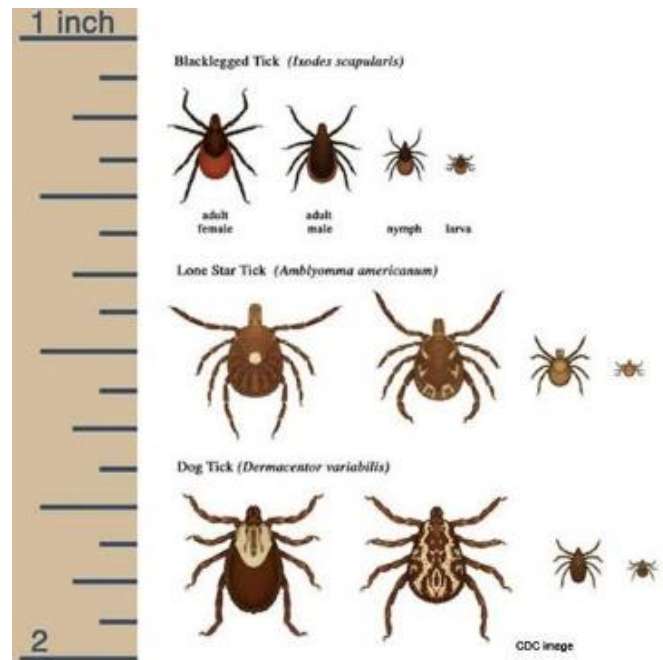 1 inch
Blacklegged Tick (Ixodes scapularis)
adult female
adult male
nymph
larva
Lone Star Tick (Amblyomma americanum)
Dog Tick (Dermacentor variabilis)
2
CDC imege